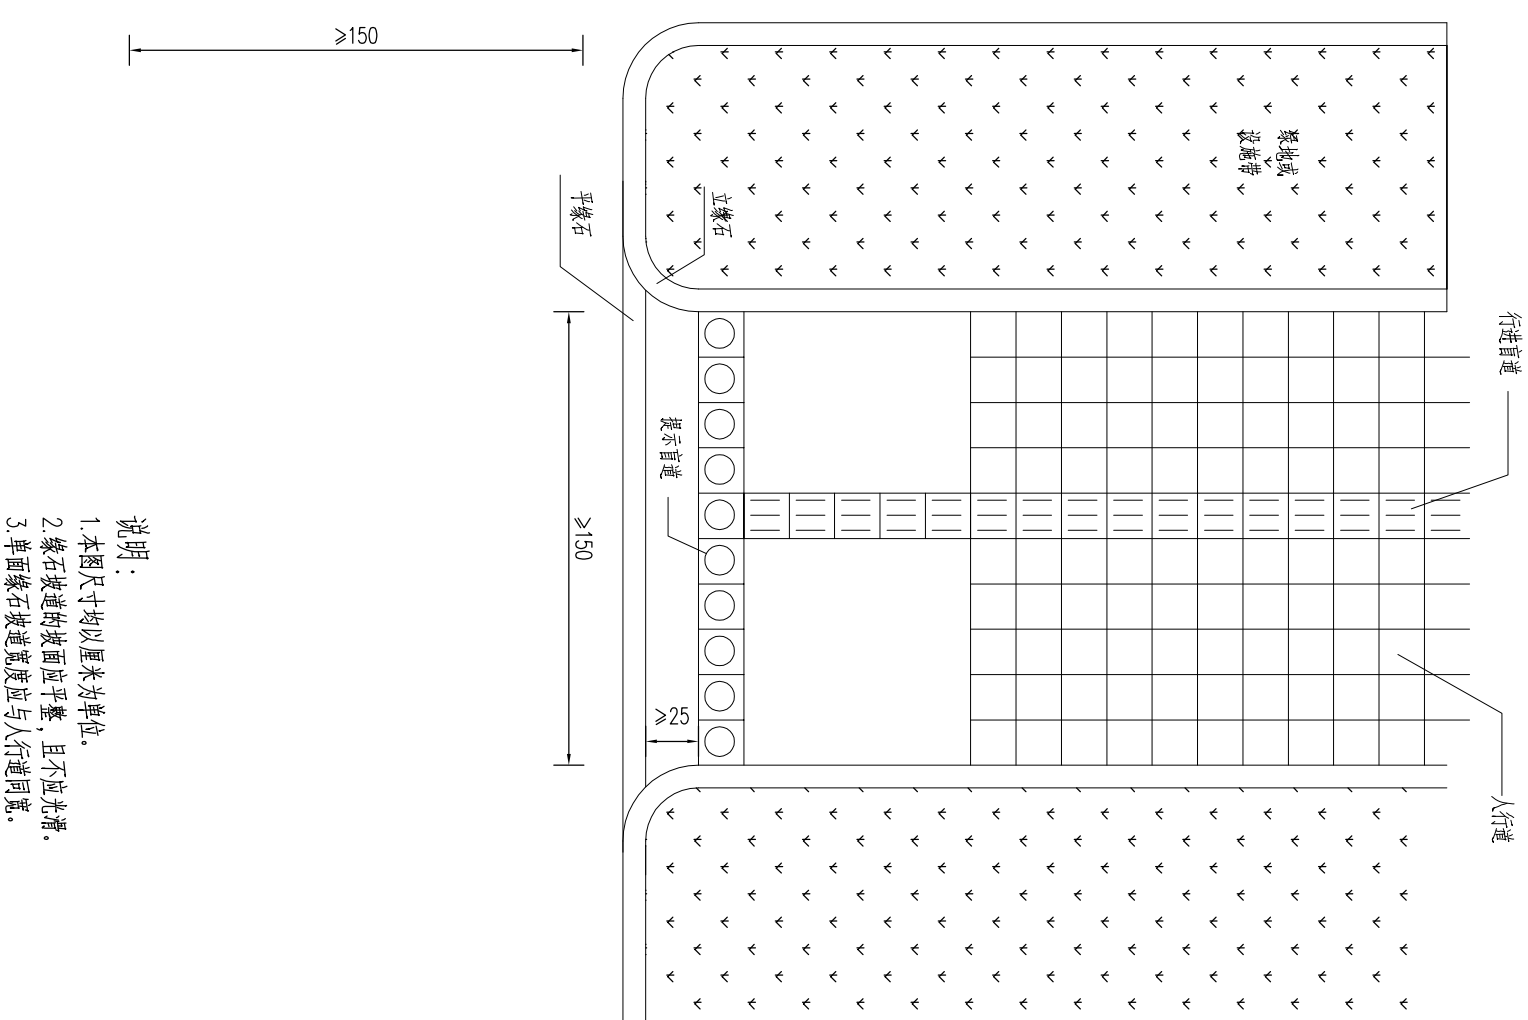 ≥150
绿地或
设施带
立缘石
平缘石
行进盲道
提示盲道
≥150
≥25
人行道
说明：
1.本图尺寸均以厘米为单位。
2.缘石坡道的坡面应平整，且不应光滑。
3.单面缘石坡道宽度应与人行道同宽。